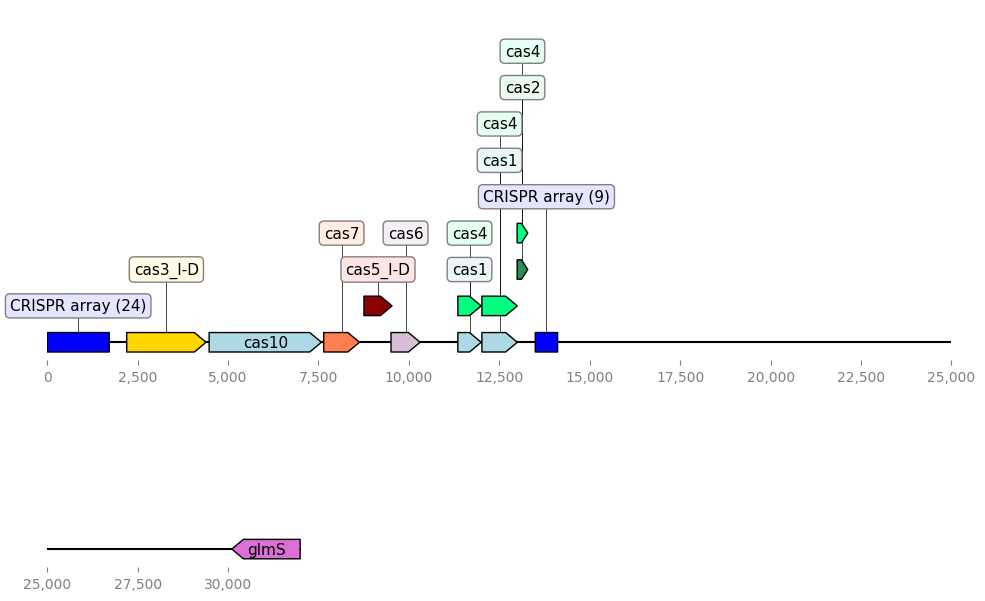 cas4
cas2
cas4
cas1
CRISPR array (9)
cas7 cas6 cas4
cas3_I-D cas5_I-D cas1
CRISPR array (24)
cas10
0 2,500 5,000 7,500 10,000 12,500 15,000 17,500 20,000 22,500 25,000
glmS
25,000 27,500 30,000